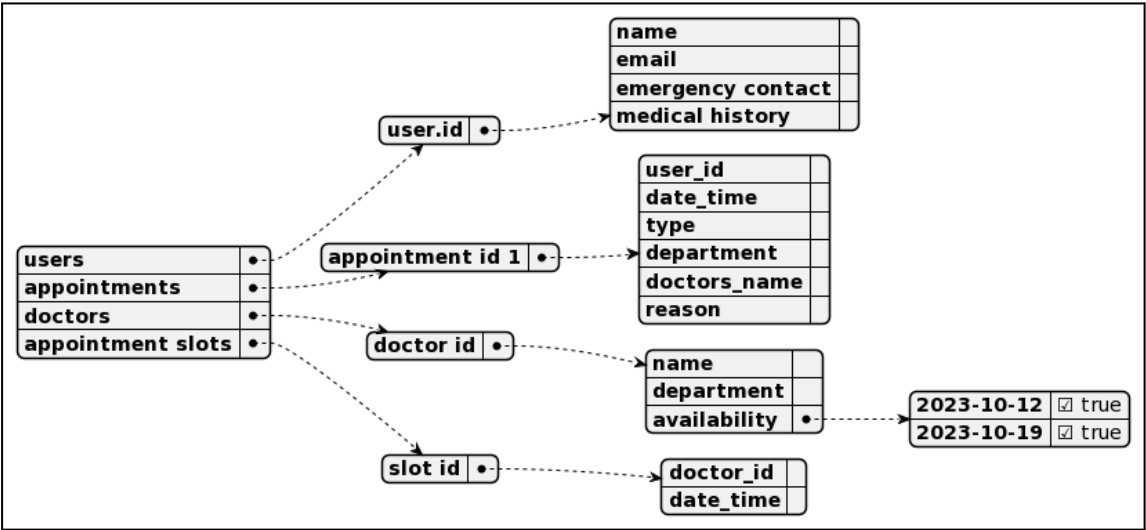 name
email
emergency contact
medical history
user.id
user_id
date_time
type
department
doctors_name
reason
users
appointments
doctors
appointment slots
appointment id 1
doctor id
name
department
availability
2023-10-12 ☑ true
2023-10-19 ☑ true
slot id
doctor_id
date_time